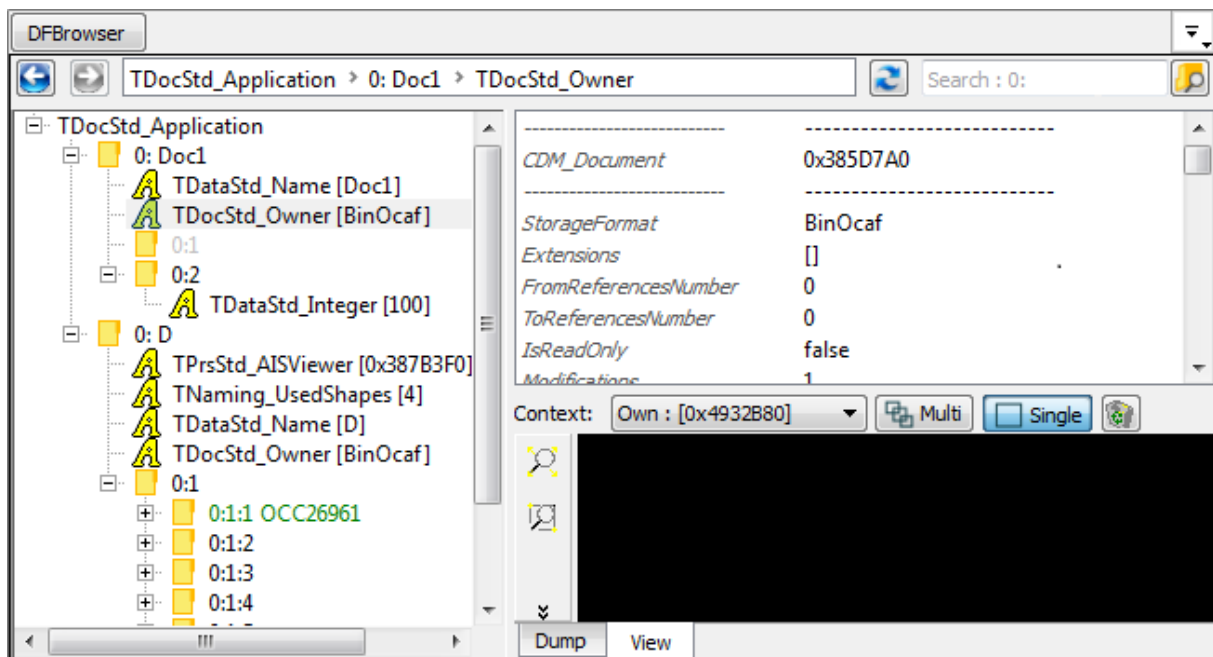 DFBrowser
TDocStd_Application > 0: Doc1 > TDocStd_Owner
Search : 0:
TDocStd_Application
0: Doc1
TDataStd_Name [Doc1]
TDocStd_Owner [BinOcaf]
0:1
0:2
TDataStd_Integer [100]
0: D
TPrsStd_AISViewer [0x387B3F0]
TNaming_UsedShapes [4]
TDataStd_Name [D]
TDocStd_Owner [BinOcaf]
0:1
0:1:1 OCC26961
0:1:2
0:1:3
0:1:4
--------------------------- ---------------------------
CDM_Document 0x385D7A0
--------------------------- ---------------------------
StorageFormat BinOcaf
Extensions []
FromReferencesNumber 0
ToReferencesNumber 0
IsReadOnly false
Modifications 1
Context: Own : [0x4932B80] Multi Single
Dump View